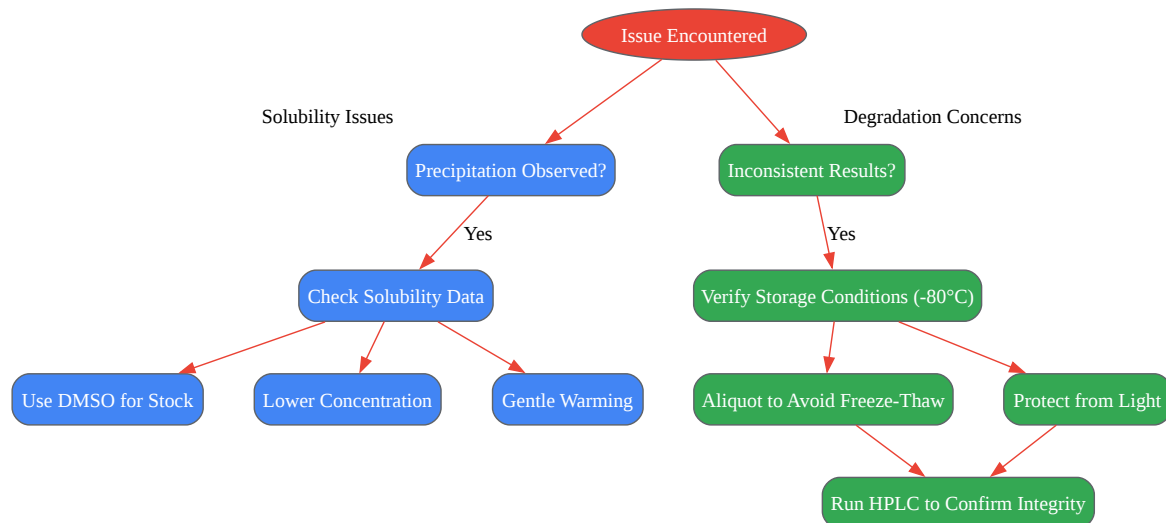 Issue Encountered
Solubility Issues
Degradation Concerns
Precipitation Observed?
Inconsistent Results?
Yes
Yes
Check Solubility Data
Verify Storage Conditions (-80°C)
Use DMSO for Stock
Lower Concentration
Gentle Warming
Aliquot to Avoid Freeze-Thaw
Protect from Light
Run HPLC to Confirm Integrity